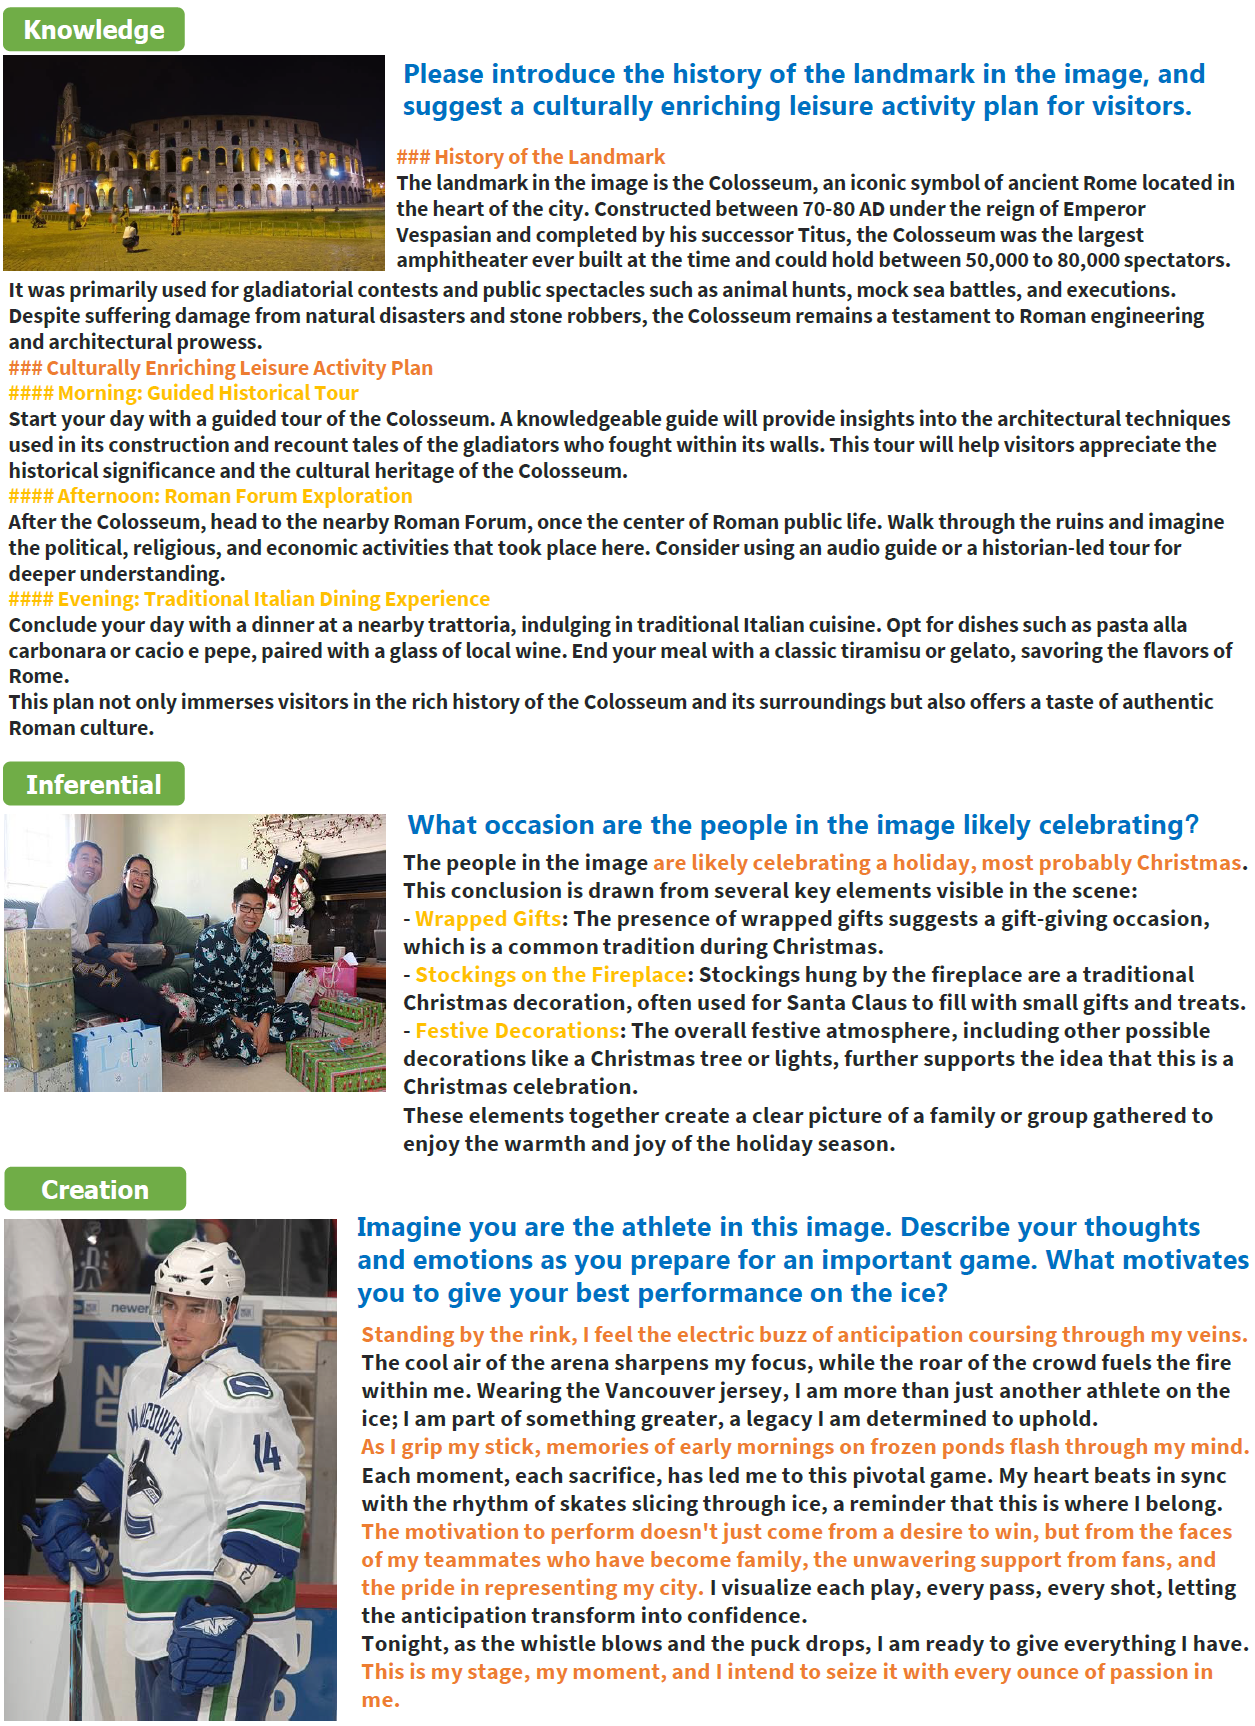 Knowledge
Please introduce the history of the landmark in the image, and
suggest a culturally enriching leisure activity plan for visitors.
### History of the Landmark
The landmark in the image is the Colosseum, an iconic symbol of ancient Rome located in
the heart of the city. Constructed between 70-80 AD under the reign of Emperor
Vespasian and completed by his successor Titus, the Colosseum was the largest
amphitheater ever built at the time and could hold between 50,000 to 80,000 spectators.
It was primarily used for gladiatorial contests and public spectacles such as animal hunts, mock sea battles, and executions.
Despite suffering damage from natural disasters and stone robbers, the Colosseum remains a testament to Roman engineering
and architectural prowess.
### Culturally Enriching Leisure Activity Plan
#### Morning: Guided Historical Tour
Start your day with a guided tour of the Colosseum. A knowledgeable guide will provide insights into the architectural techniques
used in its construction and recount tales of the gladiators who fought within its walls. This tour will help visitors appreciate the
historical significance and the cultural heritage of the Colosseum.
#### Afternoon: Roman Forum Exploration
After the Colosseum, head to the nearby Roman Forum, once the center of Roman public life. Walk through the ruins and imagine
the political, religious, and economic activities that took place here. Consider using an audio guide or a historian-led tour for
deeper understanding.
#### Evening: Traditional Italian Dining Experience
Conclude your day with a dinner at a nearby trattoria, indulging in traditional Italian cuisine. Opt for dishes such as pasta alla
carbonara or cacio e pepe, paired with a glass of local wine. End your meal with a classic tiramisu or gelato, savoring the flavors of
Rome.
This plan not only immerses visitors in the rich history of the Colosseum and its surroundings but also offers a taste of authentic
Roman culture.
Inferential
What occasion are the people in the image likely celebrating?
The people in the image are likely celebrating a holiday, most probably Christmas.
This conclusion is drawn from several key elements visible in the scene:
- Wrapped Gifts: The presence of wrapped gifts suggests a gift-giving occasion,
which is a common tradition during Christmas.
- Stockings on the Fireplace: Stockings hung by the fireplace are a traditional
Christmas decoration, often used for Santa Claus to fill with small gifts and treats.
- Festive Decorations: The overall festive atmosphere, including other possible
decorations like a Christmas tree or lights, further supports the idea that this is a
Christmas celebration.
These elements together create a clear picture of a family or group gathered to
enjoy the warmth and joy of the holiday season.
Let
Creation
Imagine you are the athlete in this image. Describe your thoughts
and emotions as you prepare for an important game. What motivates
you to give your best performance on the ice?
Standing by the rink, I feel the electric buzz of anticipation coursing through my veins.
The cool air of the arena sharpens my focus, while the roar of the crowd fuels the fire
within me. Wearing the Vancouver jersey, I am more than just another athlete on the
ice; I am part of something greater, a legacy I am determined to uphold.
As I grip my stick, memories of early mornings on frozen ponds flash through my mind.
Each moment, each sacrifice, has led me to this pivotal game. My heart beats in sync
with the rhythm of skates slicing through ice, a reminder that this is where I belong.
The motivation to perform doesn't just come from a desire to win, but from the faces
of my teammates who have become family, the unwavering support from fans, and
the pride in representing my city. I visualize each play, every pass, every shot, letting
the anticipation transform into confidence.
Tonight, as the whistle blows and the puck drops, I am ready to give everything I have.
This is my stage, my moment, and I intend to seize it with every ounce of passion in
me.
newer
N
E
VANCOUVER
14